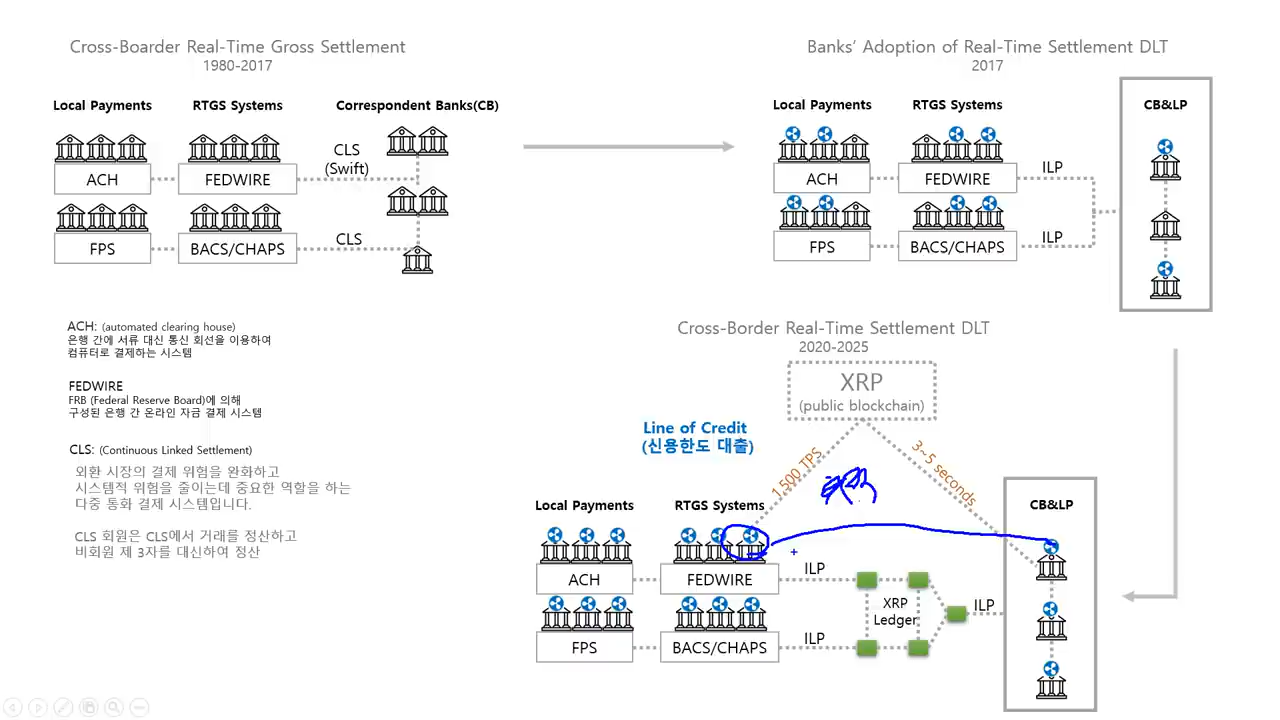 Cross-Boarder Real-Time Gross Settlement
1980-2017
Local Payments
RTGS Systems
Correspondent Banks(CB)
ACH
FEDWIRE
CLS
(Swift)
FPS
BACS/CHAPS
CLS
Banks’ Adoption of Real-Time Settlement DLT
2017
Local Payments
RTGS Systems
CB&LP
ACH
FEDWIRE
ILP
FPS
BACS/CHAPS
ILP
ACH: (automated clearing house)
은행 간에 서류 대신 통신 회선을 이용하여
컴퓨터로 결제하는 시스템
FEDWIRE
FRB (Federal Reserve Board)에 의해
구성된 은행 간 온라인 자금 결제 시스템
CLS: (Continuous Linked Settlement)
외환 시장의 결제 위험을 완화하고
시스템적 위험을 줄이는데 중요한 역할을 하는
다중 통화 결제 시스템입니다.
CLS 회원은 CLS에서 거래를 정산하고
비회원 제 3자를 대신하여 정산
Cross-Border Real-Time Settlement DLT
2020-2025
XRP
(public blockchain)
Line of Credit
(신용한도 대출)
1500 TPS
3~5 seconds
Local Payments
RTGS Systems
CB&LP
ACH
FEDWIRE
ILP
XRP
Ledger
ILP
FPS
BACS/CHAPS
ILP